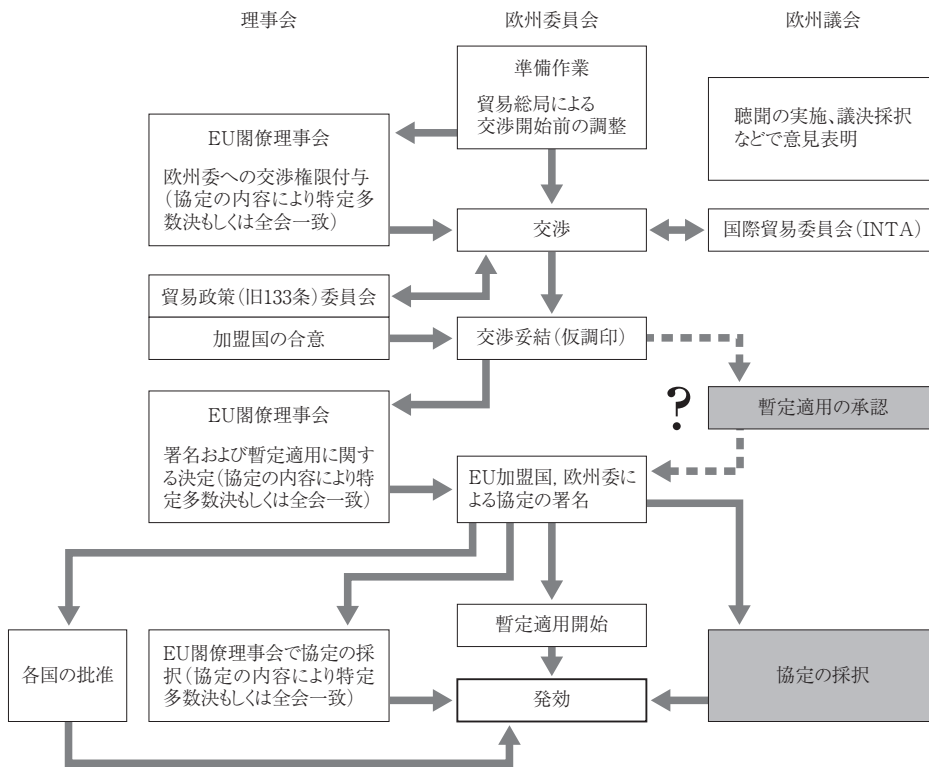 理事会
欧州委員会
欧州議会
準備作業
貿易総局による
交渉開始前の調整
聴聞の実施、議決採択
などで意見表明
EU閣僚理事会
欧州委への交渉権限付与
(協定の内容により特定多
数決もしくは全会一致)
交渉
国際貿易委員会(INTA)
貿易政策(旧133条)委員会
加盟国の合意
交渉妥結(仮調印)
?
暫定適用の承認
EU閣僚理事会
署名および暫定適用に関す
る決定(協定の内容により特
定多数決もしくは全会一致)
EU加盟国, 欧州委に
よる協定の署名
暫定適用開始
各国の批准
EU閣僚理事会で協定の採
択(協定の内容により特定
多数決もしくは全会一致)
発効
協定の採択